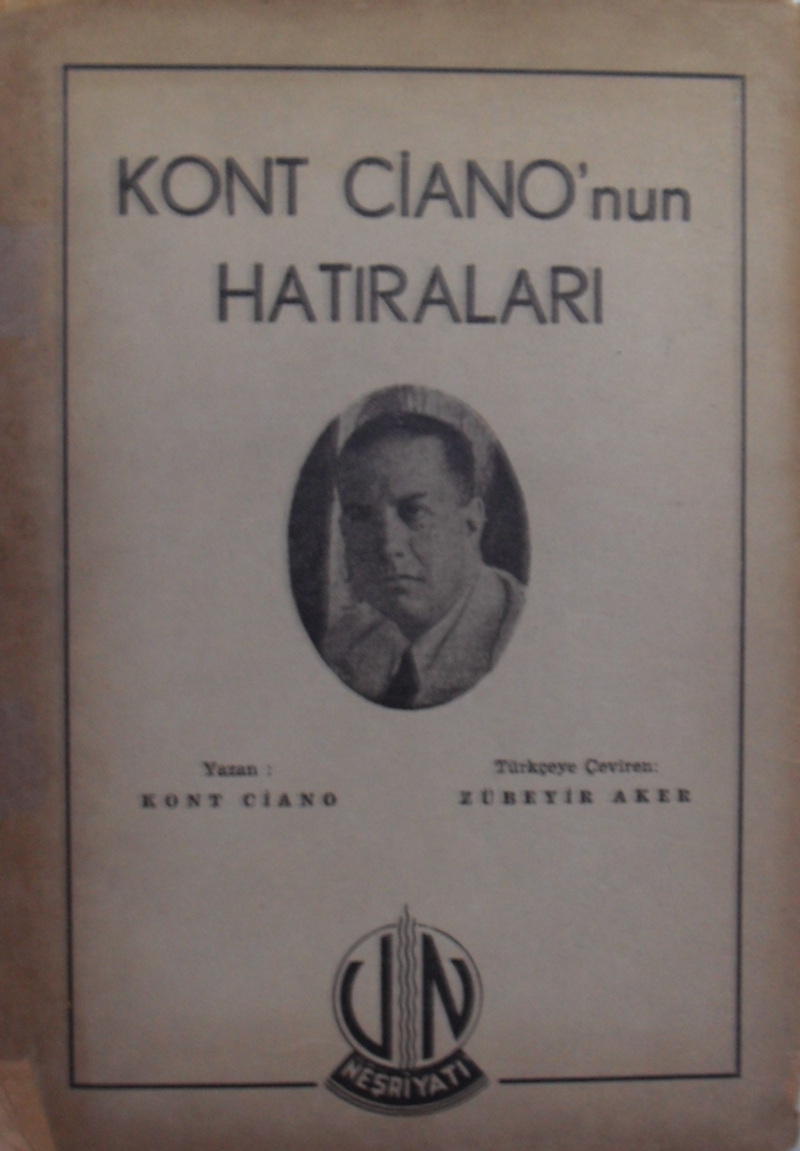 KONT CİANO'nun
HATIRALARI
Yazan :
KONT CİANO
Türkçeye Çeviren:
ZÜBEYİR AKER
UN
NEŞRİYATI